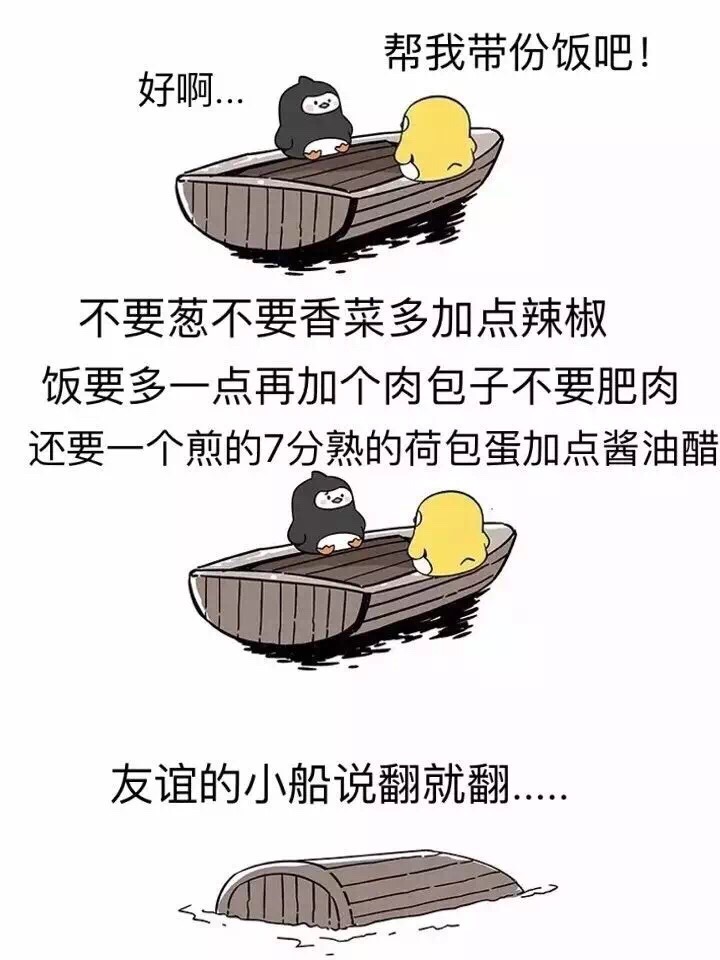 帮我带份饭吧！
好啊...
不要葱不要香菜多加点辣椒
饭要多一点再加个肉包子不要肥肉
还要一个煎的7分熟的荷包蛋加点酱油醋
友谊的小船说翻就翻.....